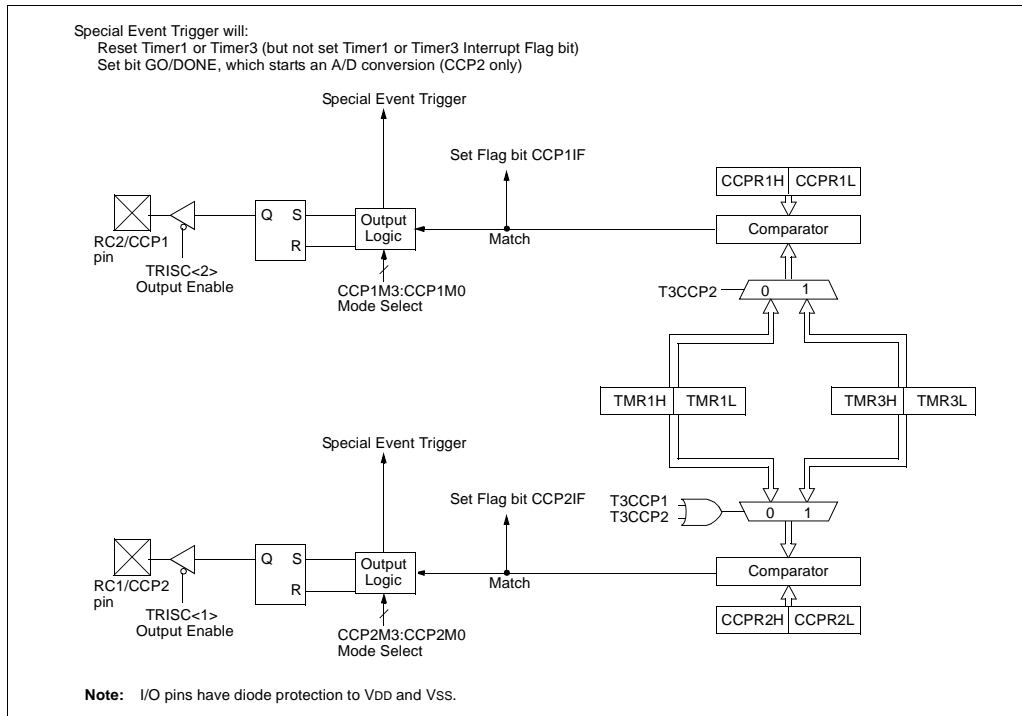 Special Event Trigger will:
Reset Timer1 or Timer3 (but not set Timer1 or Timer3 Interrupt Flag bit)
Set bit GO/DONE, which starts an A/D conversion (CCP2 only)
Special Event Trigger
Set Flag bit CCP1IF
CCPR1H CCPR1L
Q S
R
Output
Logic
Match
Comparator
RC2/CCP1
pin
TRISC<2>
Output Enable
CCP1M3:CCP1M0
Mode Select
T3CCP2
0 1
TMR1H TMR1L
TMR3H TMR3L
Special Event Trigger
Set Flag bit CCP2IF
T3CCP1
T3CCP2
0 1
Q S
R
Output
Logic
Match
Comparator
RC1/CCP2
pin
TRISC<1>
Output Enable
CCP2M3:CCP2M0
Mode Select
CCPR2H CCPR2L
Note: I/O pins have diode protection to VDD and VSS.